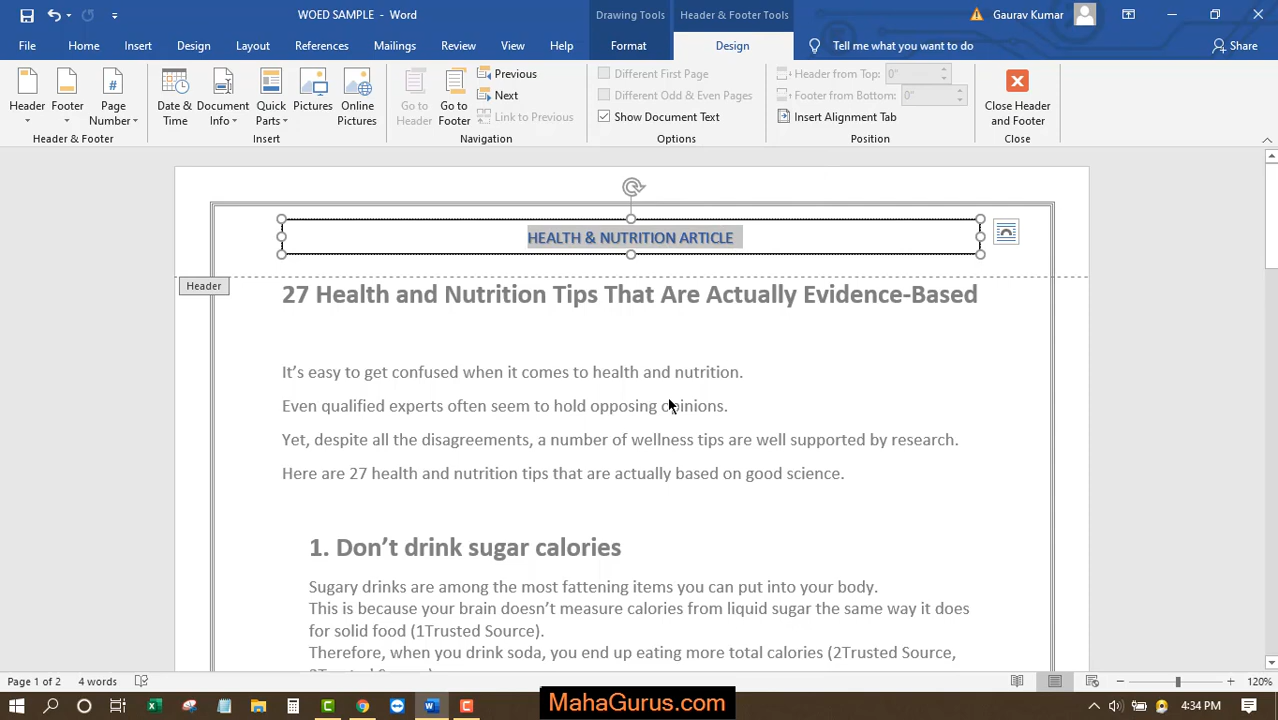 WOED SAMPLE - Word
Drawing Tools
Header & Footer Tools
Gaurav Kumar
File
Home
Insert
Design
Layout
References
Mailings
Review
View
Help
Format
Design
Tell me what you want to do
Share
Header
Footer
Page Number
Header & Footer
Date & Time
Document Info
Quick Parts
Pictures
Online Pictures
Insert
Go to Header
Go to Footer
Previous
Next
Link to Previous
Navigation
Different First Page
Different Odd & Even Pages
Show Document Text
Options
Header from Top: 0"
Footer from Bottom: 0"
Insert Alignment Tab
Position
Close Header and Footer
Close
HEALTH & NUTRITION ARTICLE
Header
27 Health and Nutrition Tips That Are Actually Evidence-Based
It’s easy to get confused when it comes to health and nutrition.
Even qualified experts often seem to hold opposing opinions.
Yet, despite all the disagreements, a number of wellness tips are well supported by research.
Here are 27 health and nutrition tips that are actually based on good science.
1. Don’t drink sugar calories
Sugary drinks are among the most fattening items you can put into your body.
This is because your brain doesn’t measure calories from liquid sugar the same way it does
for solid food (1Trusted Source).
Therefore, when you drink soda, you end up eating more total calories (2Trusted Source,
Page 1 of 2
4 words
120%
MahaGurus.com
4:34 PM